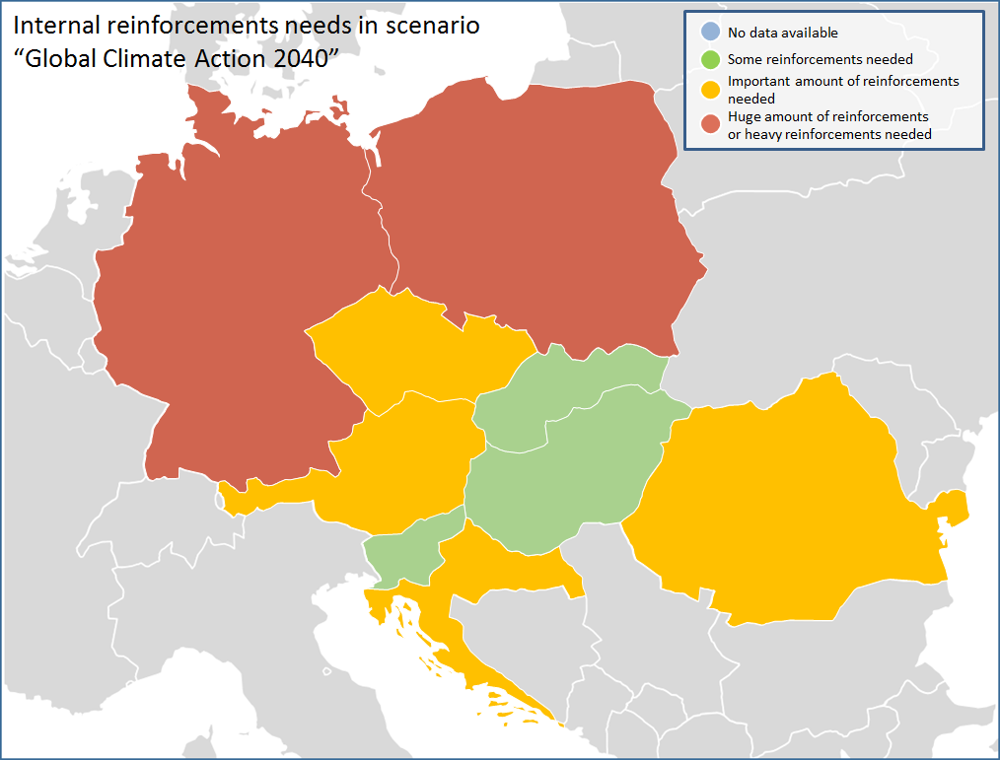 Internal reinforcements needs in scenario
“Global Climate Action 2040”
No data available
Some reinforcements needed
Important amount of reinforcements
needed
Huge amount of reinforcements
or heavy reinforcements needed